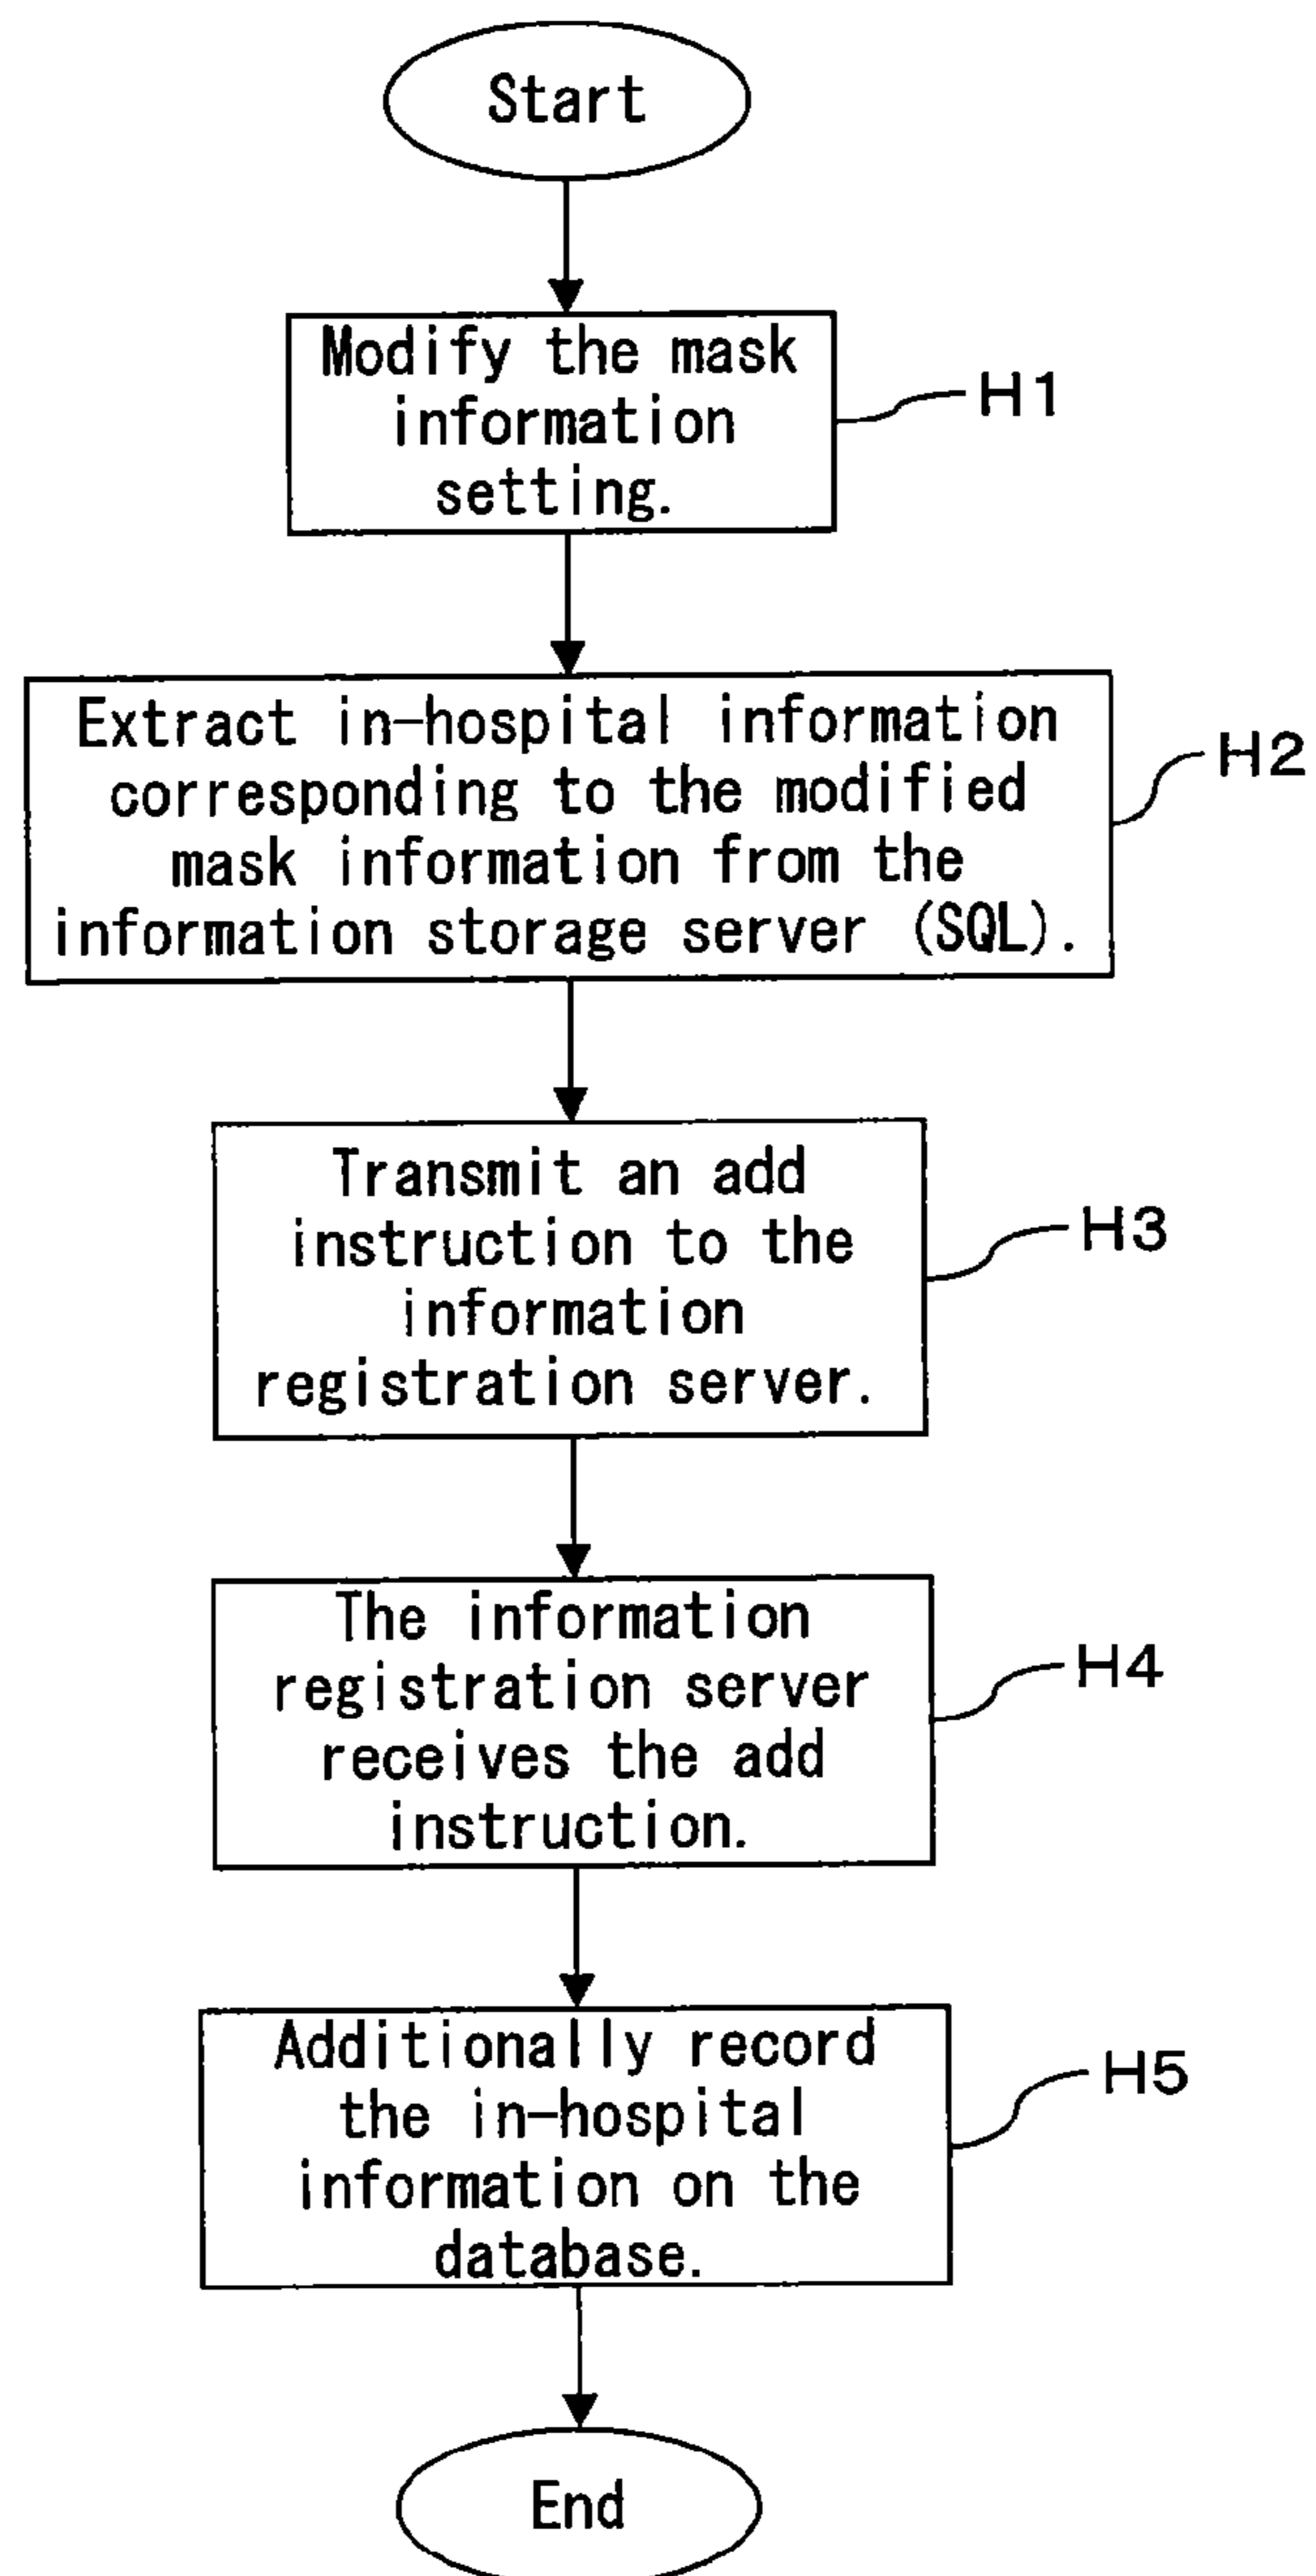 Start
Modify the mask
information
setting.
H1
Extract in-hospital information
corresponding to the modified
mask information from the
information storage server (SQL).
H2
Transmit an add
instruction to the
information
registration server.
H3
The information
registration server
receives the add
instruction.
H4
Additionally record
the in-hospital
information on the
database.
H5
End